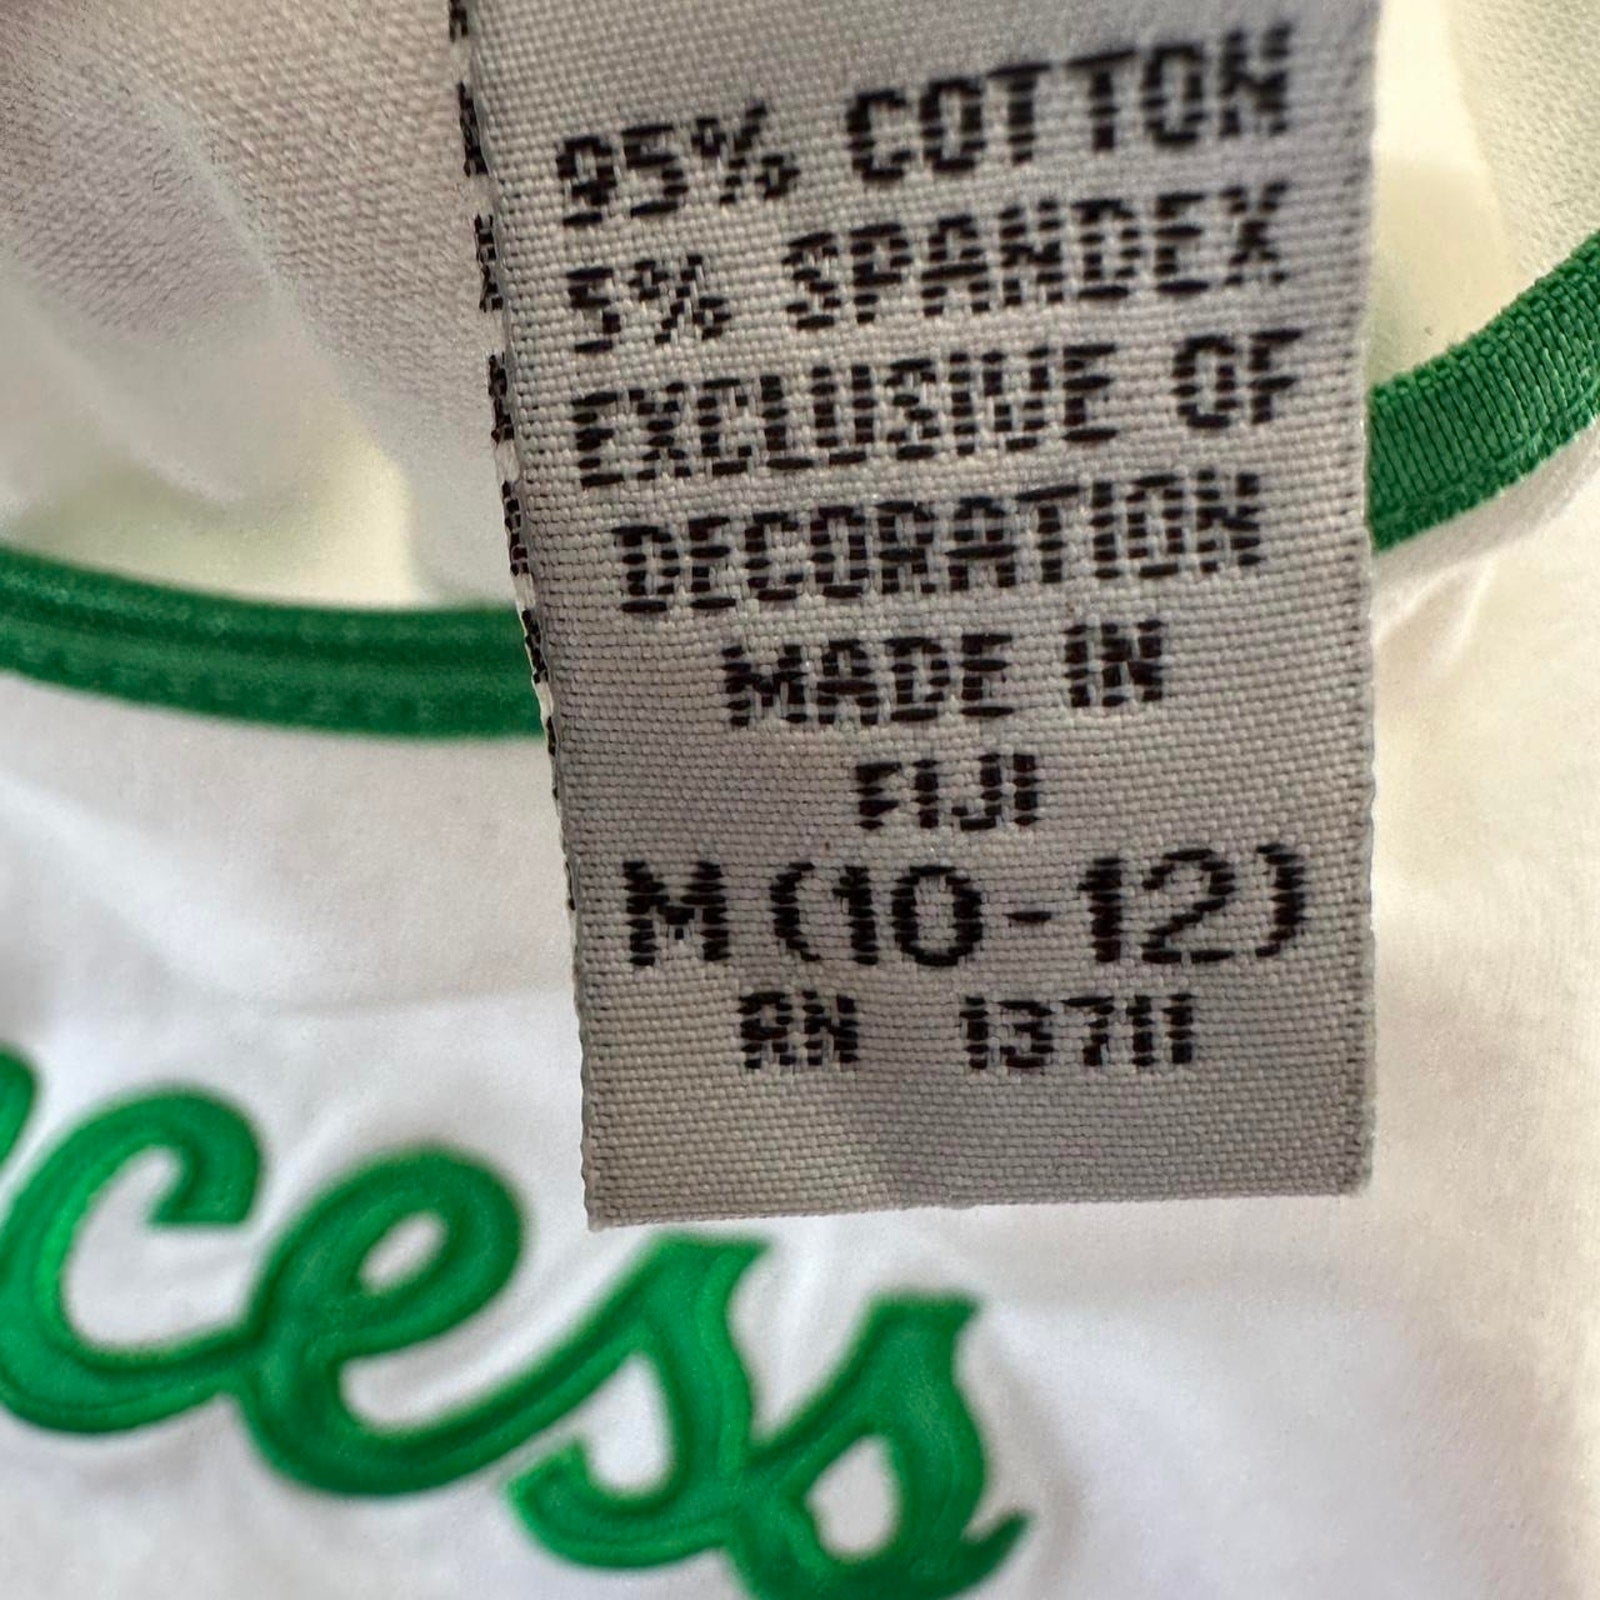 95% COTTON
5% SPANDEX
EXCLUSIVE OF
DECORATION
MADE IN
FIJI
M (10-12)
RN 13711
cess